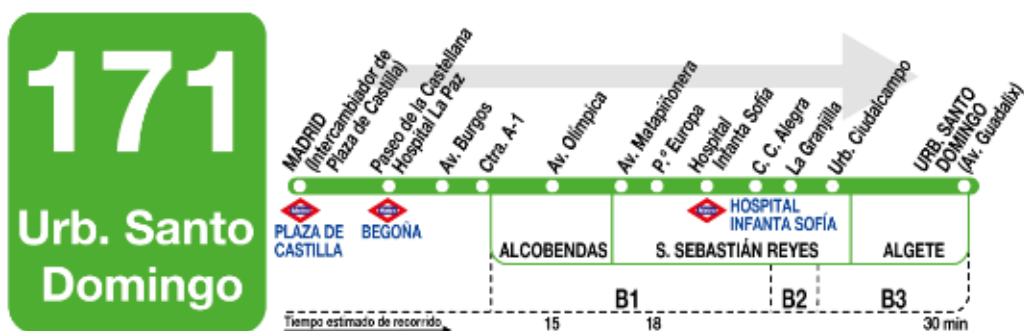 171
Urb. Santo
Domingo
MADRID
(Intercambiador de
Plaza de Castilla)
Paseo de la Castellana
Hospital La Paz
Av. Burgos
Ctra. A-1
Av. Olímpica
Av. Matapiñonera
P.º Europa
Hospital
Infanta Sofía
C. C. Alegra
La Granjilla
Urb. Ciudalcampo
URB. SANTO
DOMINGO
(Av. Guadalix)
Metro
PLAZA DE
CASTILLA
Metro
BEGOÑA
Metro
HOSPITAL
INFANTA SOFÍA
ALCOBENDAS
S. SEBASTIÁN REYES
ALGETE
B1
B2
B3
Tiempo estimado de recorrido
15
18
30 min